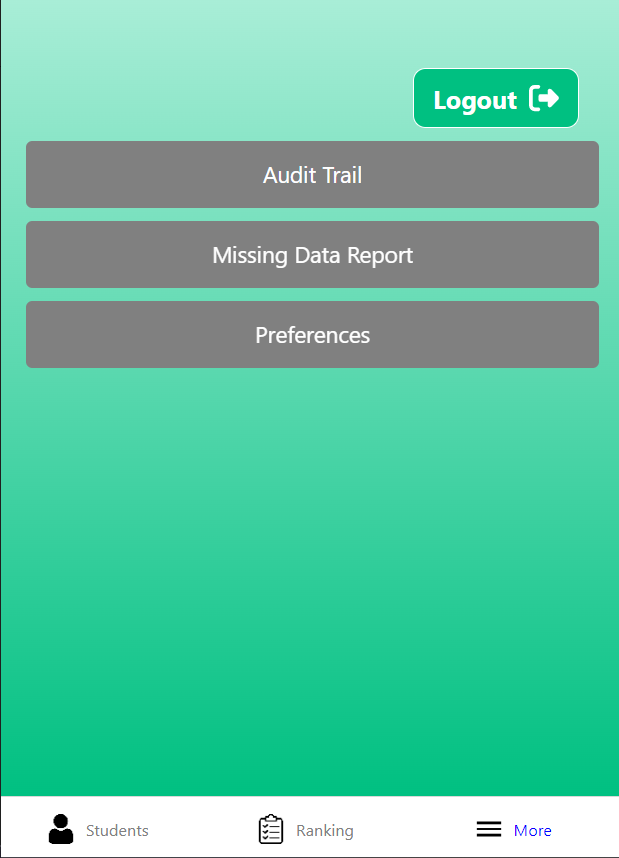 Logout
Audit Trail
Missing Data Report
Preferences
Students
Ranking
More